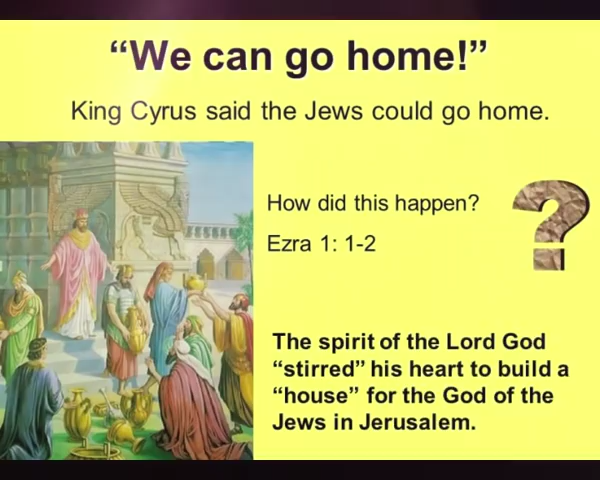 “We can go home!”
King Cyrus said the Jews could go home.
How did this happen?
Ezra 1: 1-2
?
The spirit of the Lord God
“stirred” his heart to build a
“house” for the God of the
Jews in Jerusalem.